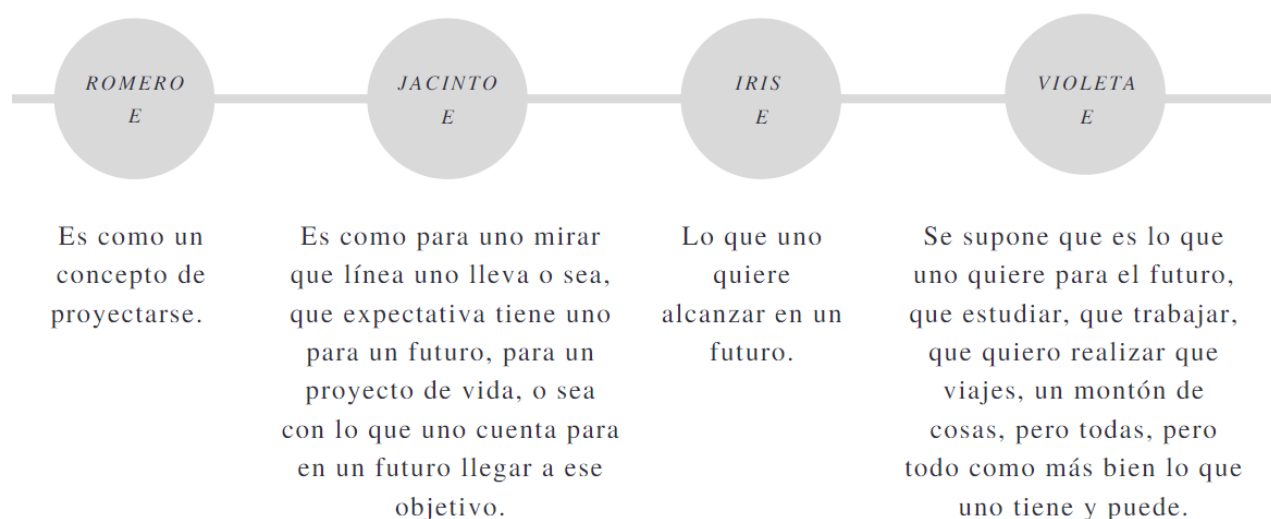 ROMERO
E
JACINTO
E
IRIS
E
VIOLETA
E
Es como un
concepto de
proyectarse.
Es como para uno mirar
que línea uno lleva o sea,
que expectativa tiene uno
para un futuro, para un
proyecto de vida, o sea
con lo que uno cuenta para
en un futuro llegar a ese
objetivo.
Lo que uno
quiere
alcanzar en un
futuro.
Se supone que es lo que
uno quiere para el futuro,
que estudiar, que trabajar,
que quiero realizar que
viajes, un montón de
cosas, pero todas, pero
todo como más bien lo que
uno tiene y puede.